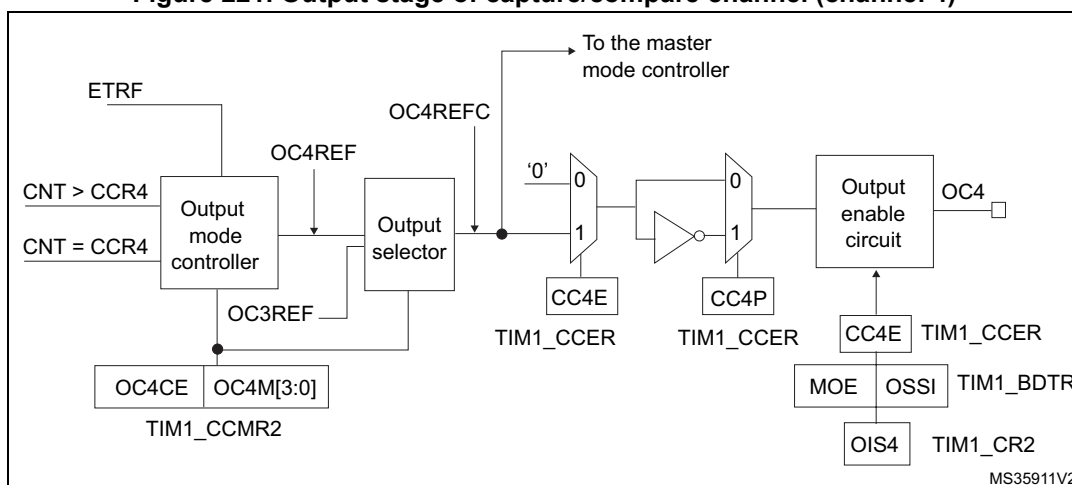 Figure 221. Output stage of capture/compare channel (channel 4)
To the master
mode controller
ETRF
OC4REFC
OC4REF
'0'
0
0
CNT > CCR4
Output
mode
controller
Output
selector
Output
enable
circuit
OC4
CNT = CCR4
1
1
OC3REF
CC4E
CC4P
TIM1_CCER
TIM1_CCER
CC4E
TIM1_CCER
OC4CE
OC4M[3:0]
MOE
OSSI
TIM1_BDTR
TIM1_CCMR2
OIS4
TIM1_CR2
MS35911V2